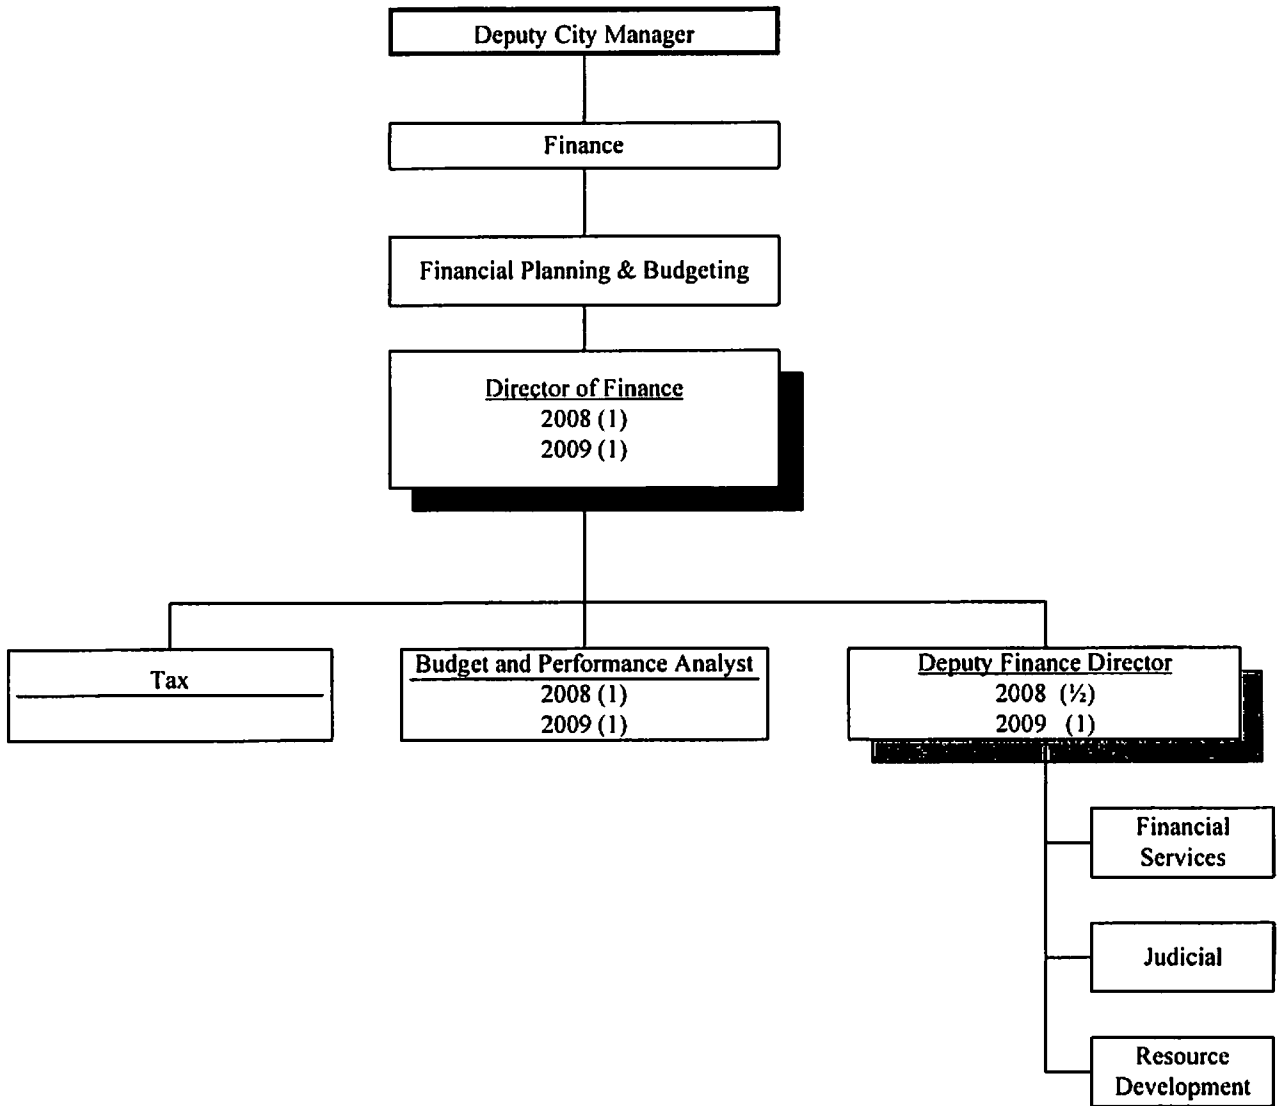 Deputy City Manager
Finance
Financial Planning & Budgeting
Director of Finance
2008 (1)
2009 (1)
Tax
Budget and Performance Analyst
2008 (1)
2009 (1)
Deputy Finance Director
2008 (½)
2009 (1)
Financial
Services
Judicial
Resource
Development